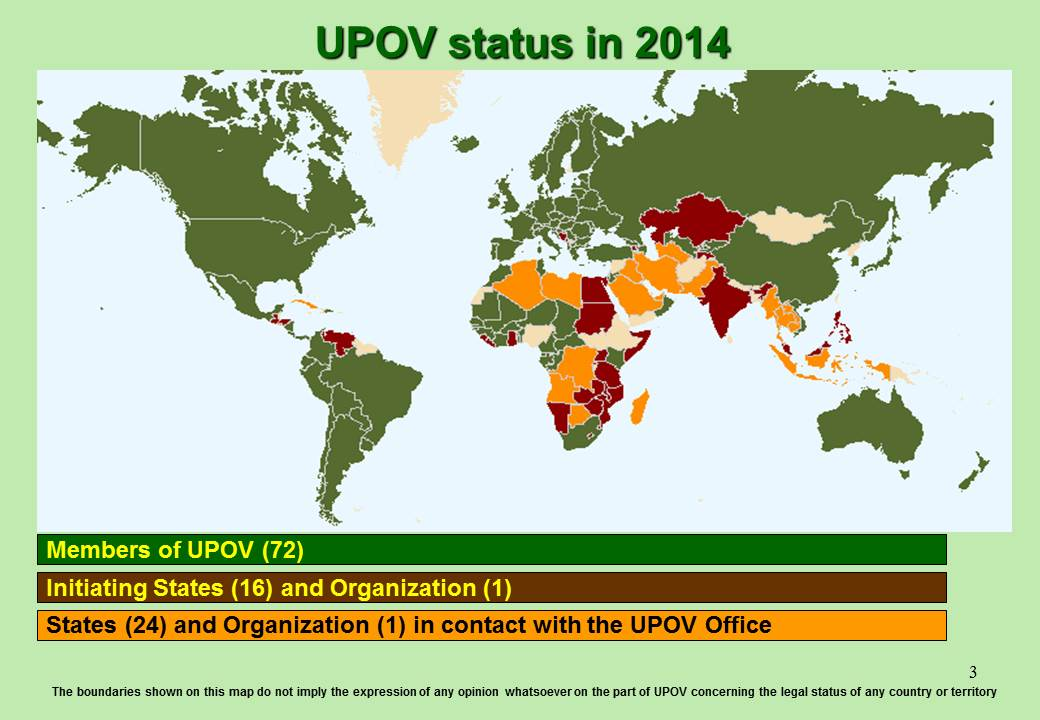 UPOV status in 2014
Members of UPOV (72)
Initiating States (16) and Organization (1)
States (24) and Organization (1) in contact with the UPOV Office
3
The boundaries shown on this map do not imply the expression of any opinion whatsoever on the part of UPOV concerning the legal status of any country or territory